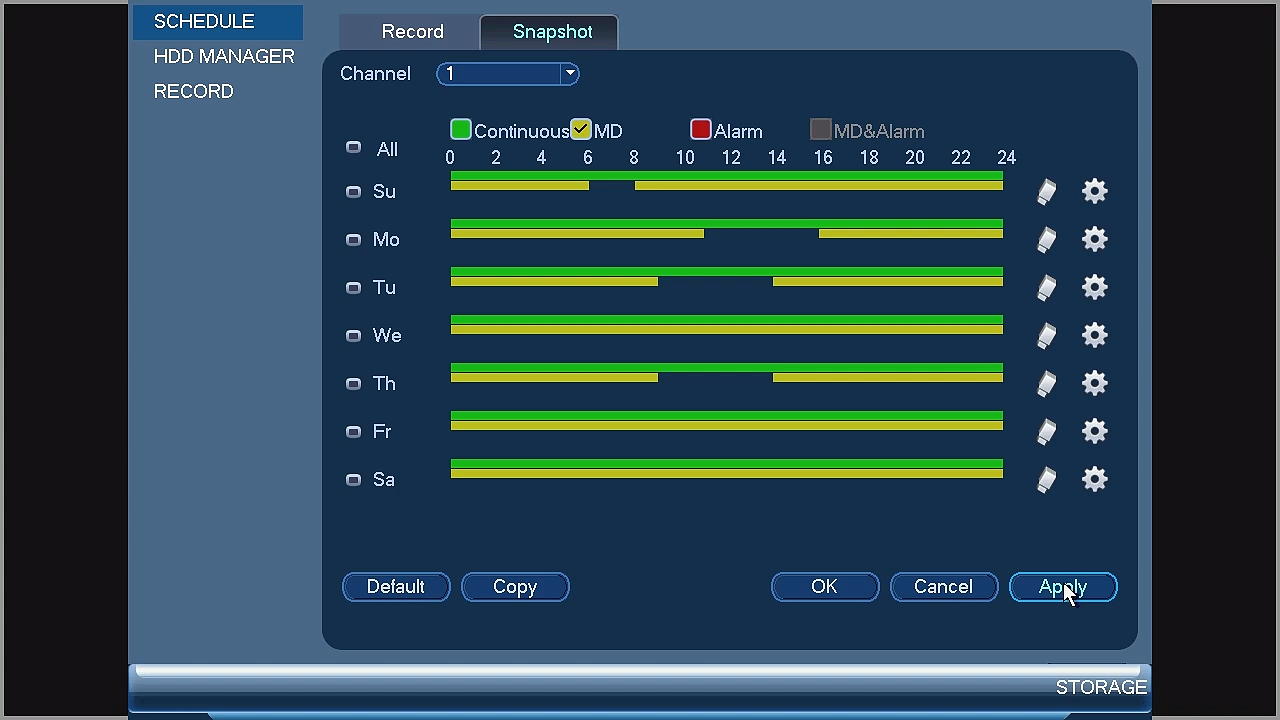 SCHEDULE
HDD MANAGER
RECORD
Record Snapshot
Channel 1
Continuous MD Alarm MD&Alarm
All
0 2 4 6 8 10 12 14 16 18 20 22 24
Su
Mo
Tu
We
Th
Fr
Sa
Default Copy OK Cancel Apply
STORAGE